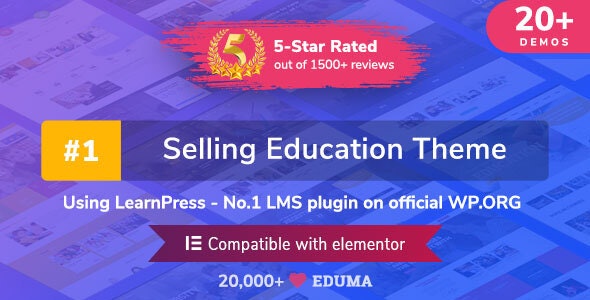 20+
DEMOS
5
5-Star Rated
out of 1500+ reviews
#1 Selling Education Theme
Using LearnPress - No.1 LMS plugin on official WP.ORG
Compatible with elementor
20,000+ EDUMA